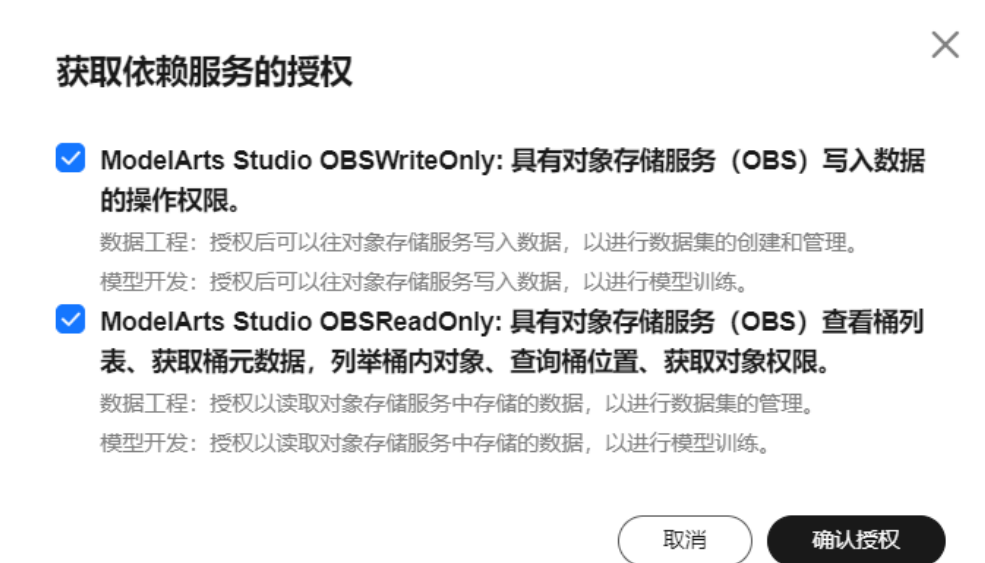 获取依赖服务的授权
ModelArts Studio OBSWriteOnly: 具有对象存储服务（OBS）写入数据
的操作权限。
数据工程：授权后可以往对象存储服务写入数据，以进行数据集的创建和管理。
模型开发：授权后可以往对象存储服务写入数据，以进行模型训练。
ModelArts Studio OBSReadOnly: 具有对象存储服务（OBS）查看桶列
表、获取桶元数据，列举桶内对象、查询桶位置、获取对象权限。
数据工程：授权以读取对象存储服务中存储的数据，以进行数据集的管理。
模型开发：授权以读取对象存储服务中存储的数据，以进行模型训练。
取消 确认授权